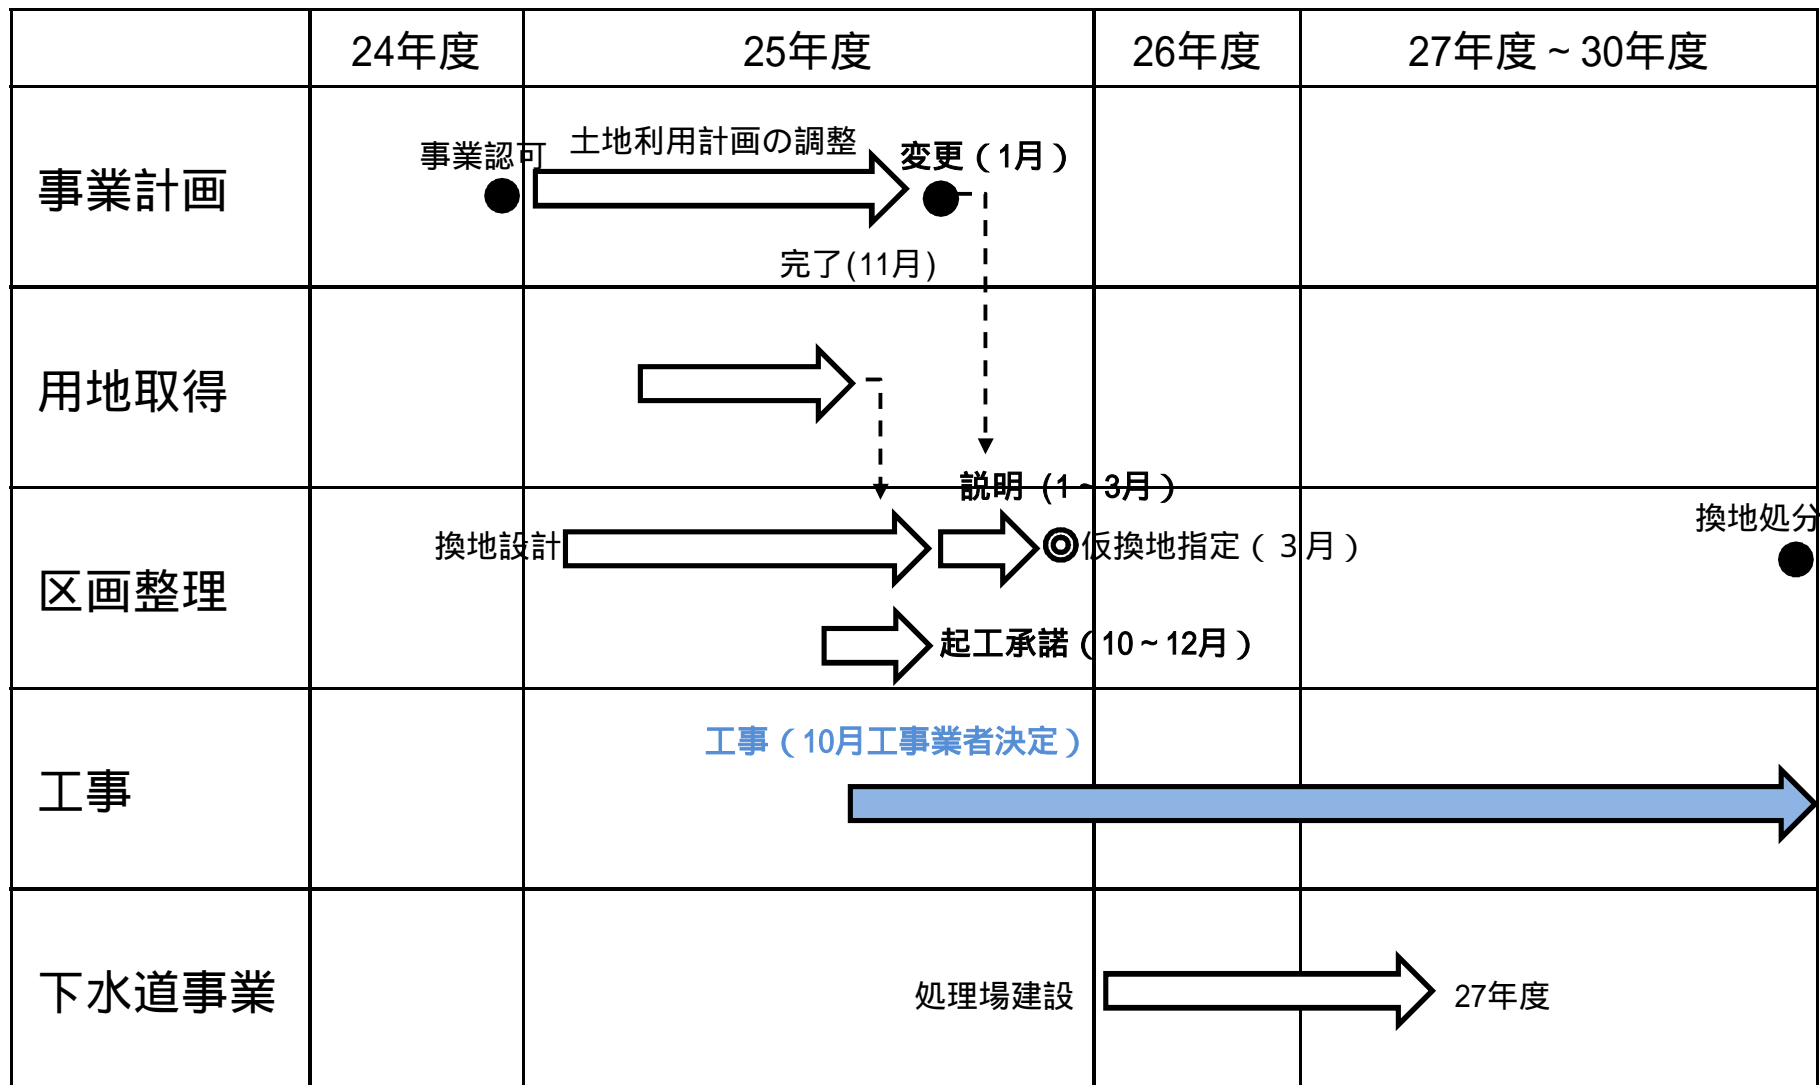 24年度 25年度 26年度 27年度～30年度
事業計画
事業認可
土地利用計画の調整
変更（1月）
完了(11月)
用地取得
説明 (1~3月）
区画整理
換地設計
仮換地指定（３月）
換地処分
起工承諾（10～12月）
工事
工事（10月工事業者決定）
下水道事業
処理場建設
27年度